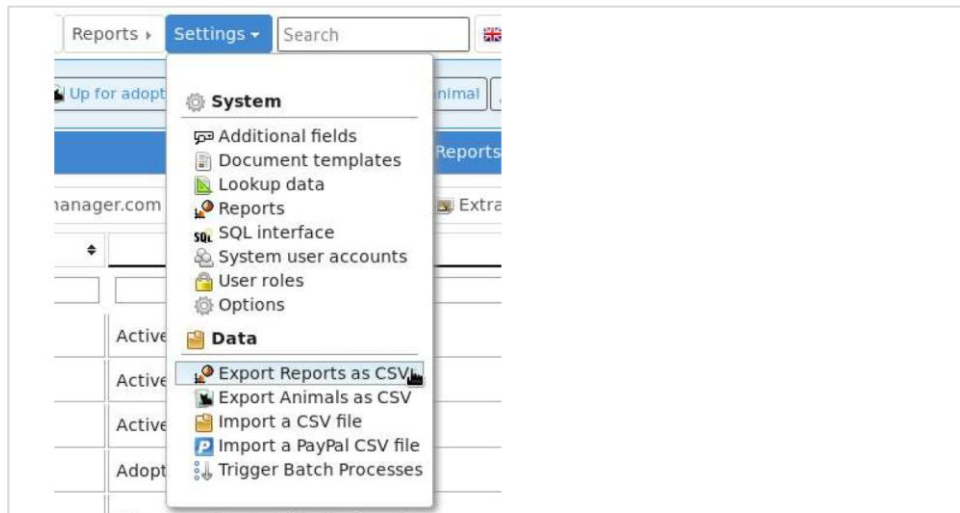 Reports Settings Search
Up for adopt nimal
System
Additional fields
Document templates Reports
Lookup data
anager.com Extra
Reports
SQL SQL interface
System user accounts
User roles
Options
Active Data
Active Export Reports as CSV
Export Animals as CSV
Active Import a CSV file
Import a PayPal CSV file
Adopt Trigger Batch Processes